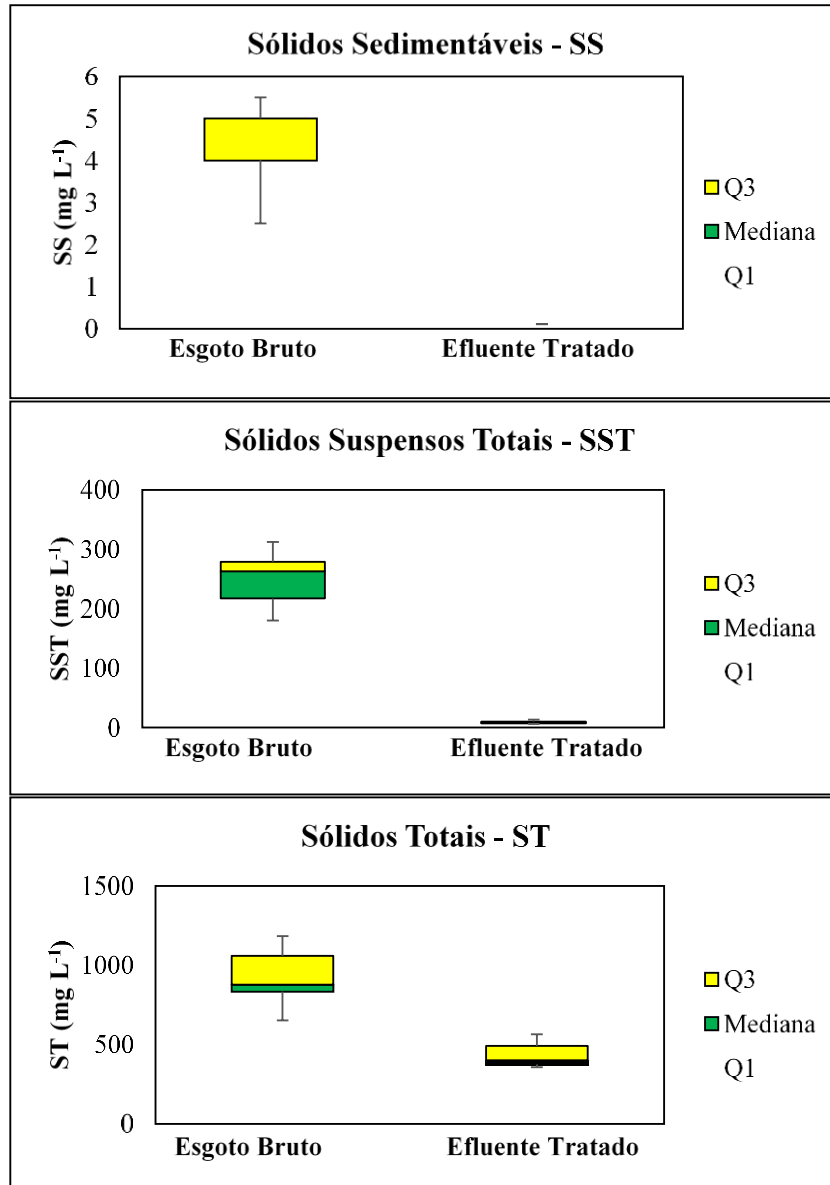 Sólidos Sedimentáveis - SS
6
5
4
3
2
1
0
SS (mg L⁻¹)
Esgoto Bruto
Efluente Tratado
Q3
Mediana
Q1
Sólidos Suspensos Totais - SST
400
300
200
100
0
SST (mg L⁻¹)
Esgoto Bruto
Efluente Tratado
Q3
Mediana
Q1
Sólidos Totais - ST
1500
1000
500
0
ST (mg L⁻¹)
Esgoto Bruto
Efluente Tratado
Q3
Mediana
Q1